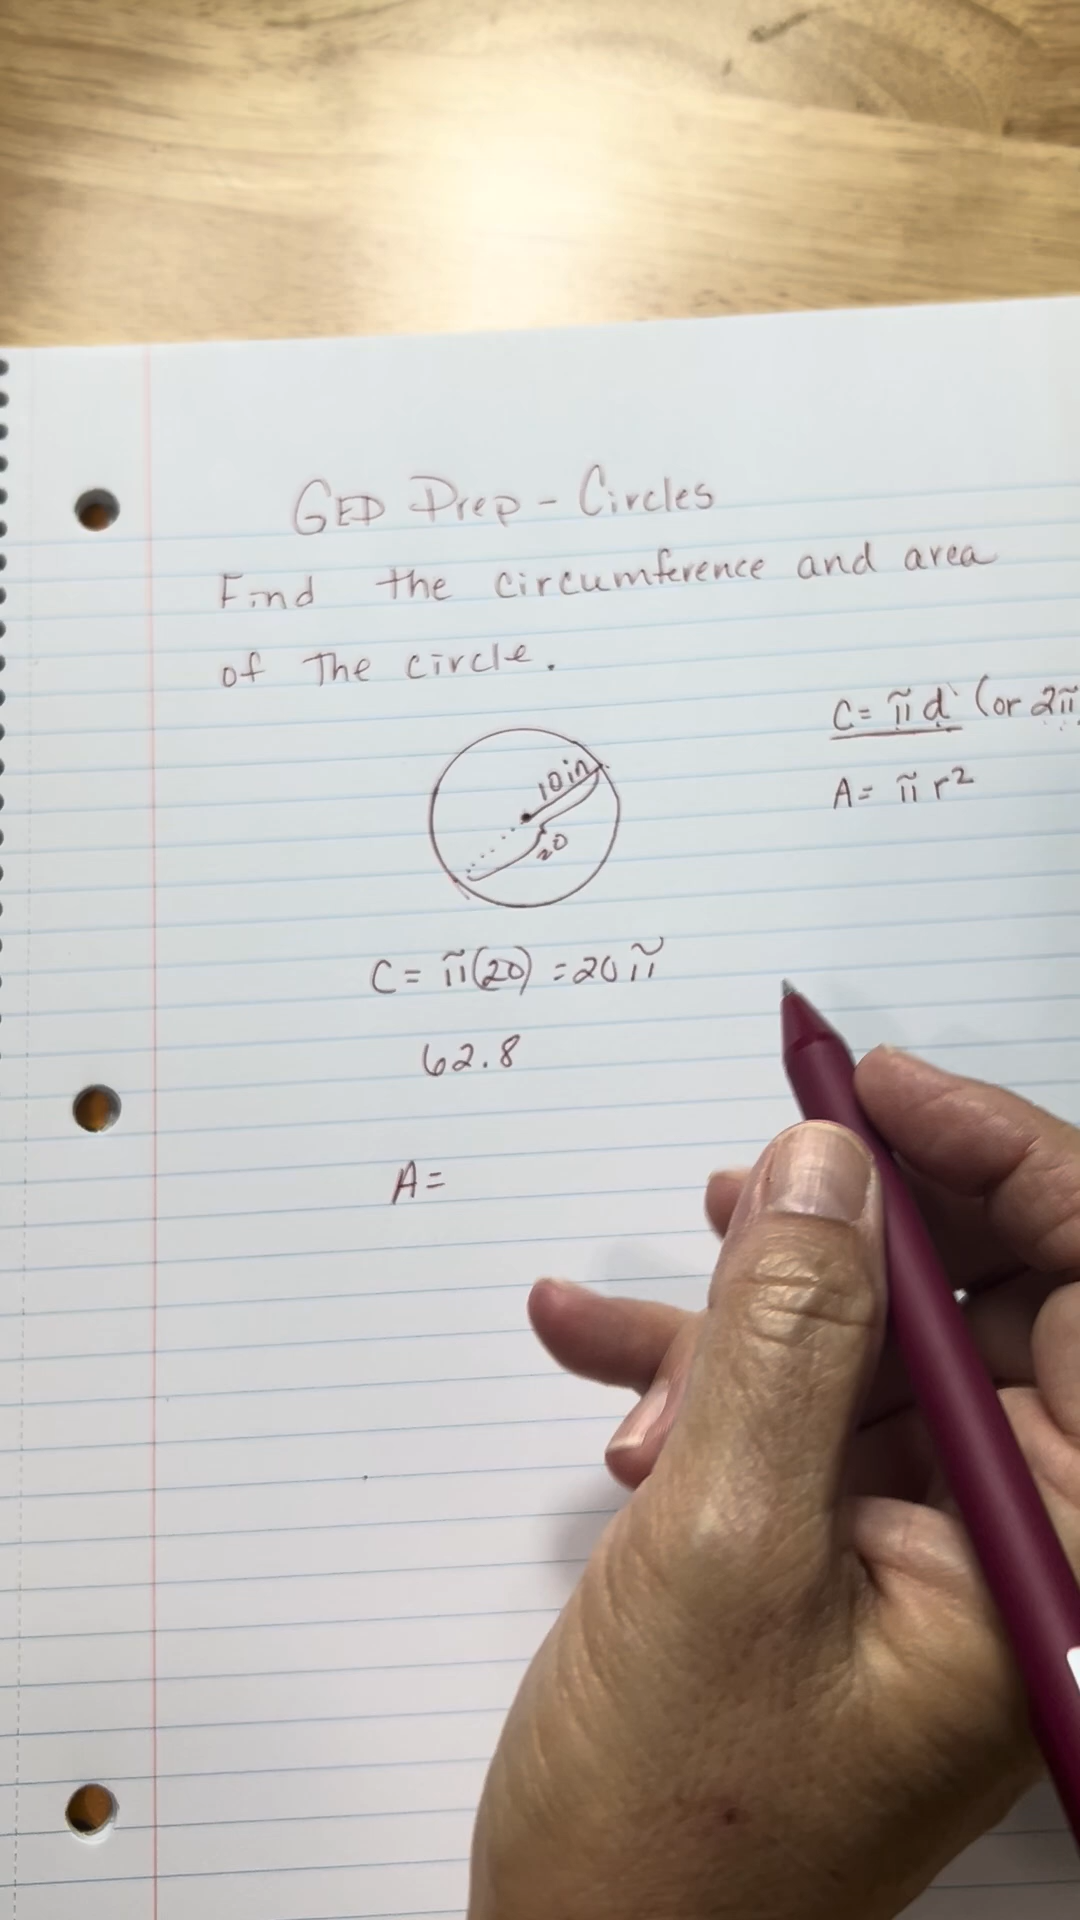 GED Prep - Circles
Find the circumference and area
of the circle.
C = πd (or 2π
A = πr²
10in
20
C = π(20) = 20π
62.8
A =